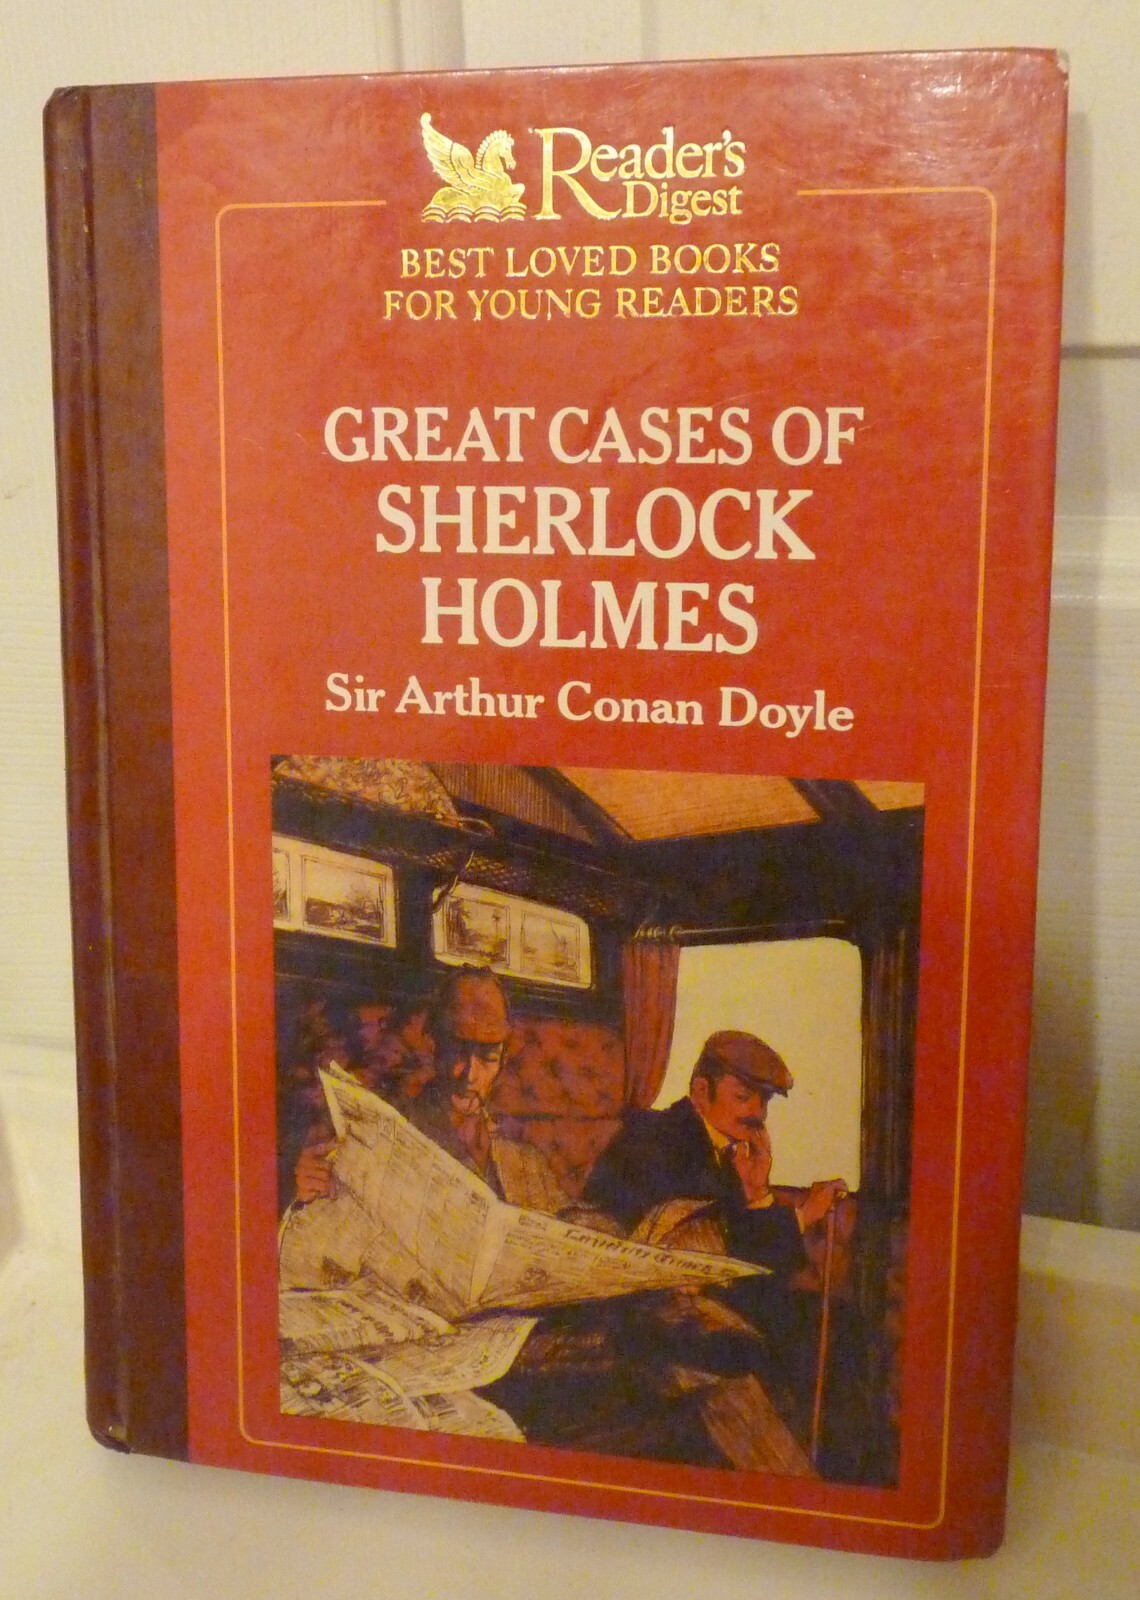 Reader's
Digest
BEST LOVED BOOKS
FOR YOUNG READERS
GREAT CASES OF
SHERLOCK
HOLMES
Sir Arthur Conan Doyle